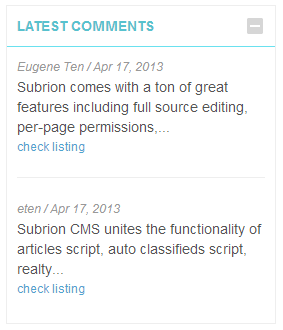 LATEST COMMENTS
Eugene Ten / Apr 17, 2013
Subrion comes with a ton of great
features including full source editing,
per-page permissions,...
check listing
eten / Apr 17, 2013
Subrion CMS unites the functionality of
articles script, auto classifieds script,
realty...
check listing